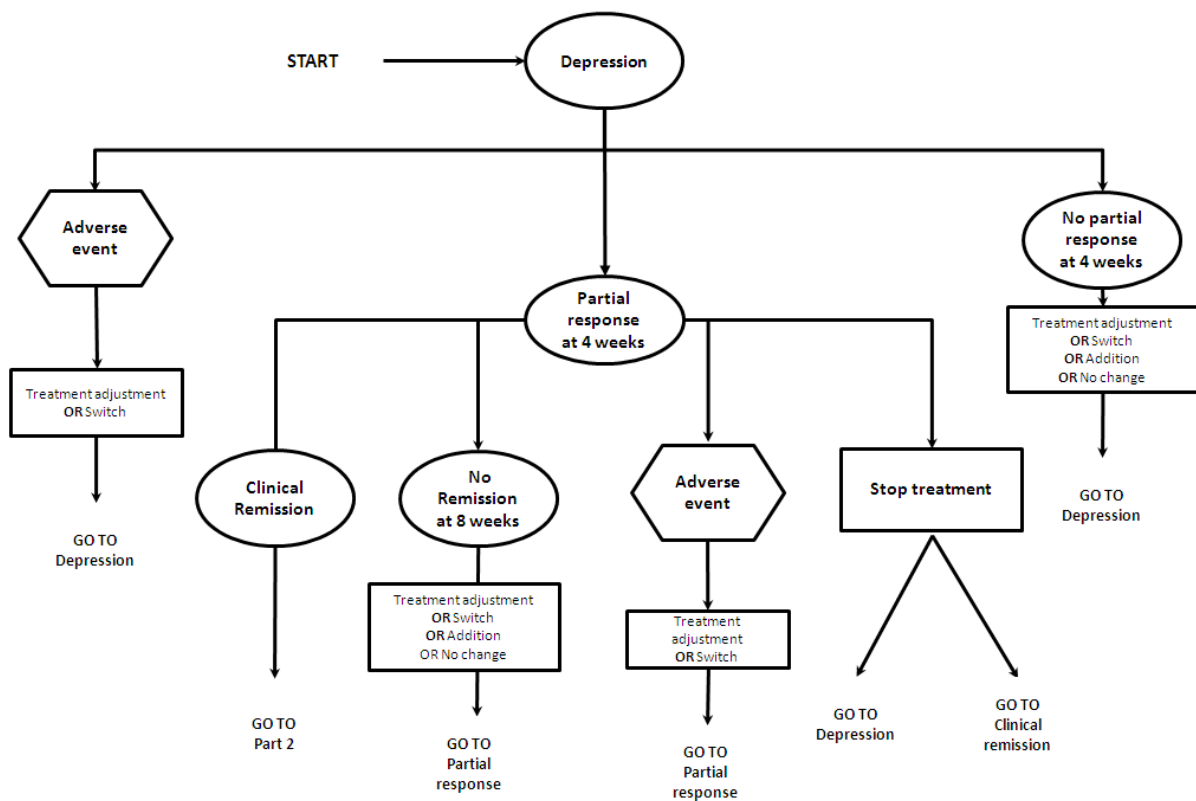 START
Depression
Adverse
event
No partial
response
at 4 weeks
Partial
response
at 4 weeks
Treatment adjustment
OR Switch
OR Addition
OR No change
Treatment adjustment
OR Switch
Clinical
Remission
No
Remission
at 8 weeks
Adverse
event
Stop treatment
GO TO
Depression
GO TO
Depression
Treatment adjustment
OR Switch
OR Addition
OR No change
Treatment
adjustment
OR Switch
GO TO
Part 2
GO TO
Partial
response
GO TO
Partial
response
GO TO
Depression
GO TO
Clinical
remission